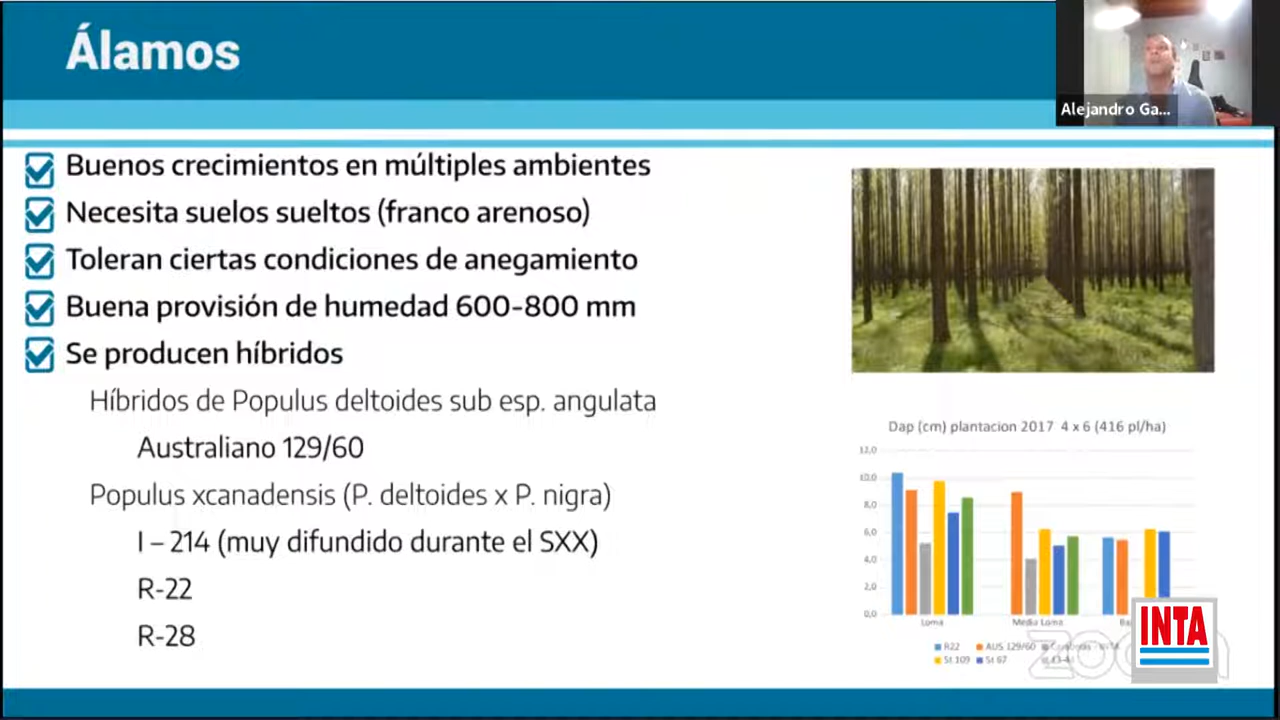 Álamos
Alejandro Ga...
Buenos crecimientos en múltiples ambientes
Necesita suelos sueltos (franco arenoso)
Toleran ciertas condiciones de anegamiento
Buena provisión de humedad 600-800 mm
Se producen híbridos
Híbridos de Populus deltoides sub esp. angulata
Australiano 129/60
Populus xcanadensis (P. deltoides x P. nigra)
I – 214 (muy difundido durante el SXX)
R-22
R-28
Dap (cm) plantacion 2017 4 x 6 (416 pl/ha)
12,0
10,0
8,0
6,0
4,0
2,0
0,0
Loma
Media Loma
R22
AUS 129/60
St 109
St 67
zoom
INTA